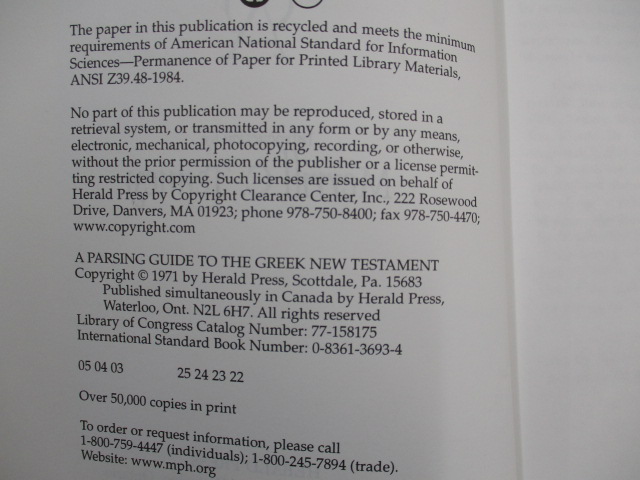 The paper in this publication is recycled and meets the minimum
requirements of American National Standard for Information
Sciences—Permanence of Paper for Printed Library Materials,
ANSI Z39.48-1984.
No part of this publication may be reproduced, stored in a
retrieval system, or transmitted in any form or by any means,
electronic, mechanical, photocopying, recording, or otherwise,
without the prior permission of the publisher or a license permit-
ting restricted copying. Such licenses are issued on behalf of
Herald Press by Copyright Clearance Center, Inc., 222 Rosewood
Drive, Danvers, MA 01923; phone 978-750-8400; fax 978-750-4470;
www.copyright.com
A PARSING GUIDE TO THE GREEK NEW TESTAMENT
Copyright © 1971 by Herald Press, Scottdale, Pa. 15683
Published simultaneously in Canada by Herald Press,
Waterloo, Ont. N2L 6H7. All rights reserved
Library of Congress Catalog Number: 77-158175
International Standard Book Number: 0-8361-3693-4
05 04 03 25 24 23 22
Over 50,000 copies in print
To order or request information, please call
1-800-759-4447 (individuals); 1-800-245-7894 (trade).
Website: www.mph.org